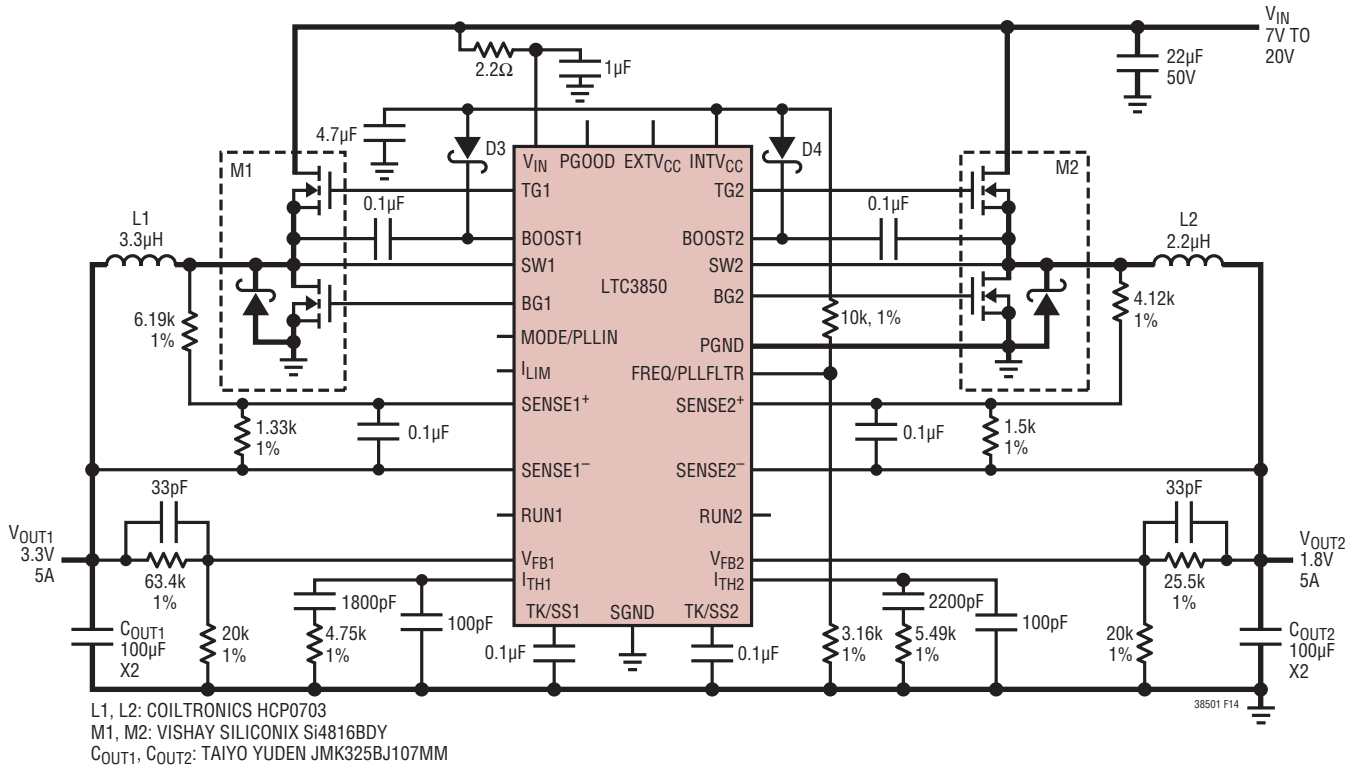 VIN
7V TO
20V
2.2Ω
1µF
22µF
50V
4.7µF
D3
D4
VIN PGOOD EXTVCC INTVCC
M1
M2
TG1
TG2
0.1µF
0.1µF
L1
3.3µH
L2
2.2µH
BOOST1
BOOST2
SW1
SW2
LTC3850
BG1
BG2
6.19k
1%
4.12k
1%
10k, 1%
MODE/PLLIN
PGND
ILIM
FREQ/PLLFLTR
SENSE1+
SENSE2+
1.33k
1%
0.1µF
0.1µF
1.5k
1%
SENSE1–
SENSE2–
33pF
33pF
RUN1
RUN2
VOUT1
3.3V
5A
VOUT2
1.8V
5A
63.4k
1%
25.5k
1%
VFB1
VFB2
ITH1
ITH2
1800pF
100pF
2200pF
100pF
TK/SS1 SGND TK/SS2
COUT1
100µF
X2
20k
1%
4.75k
1%
0.1µF
0.1µF
3.16k
1%
5.49k
1%
20k
1%
COUT2
100µF
X2
38501 F14
L1, L2: COILTRONICS HCP0703
M1, M2: VISHAY SILICONIX Si4816BDY
COUT1, COUT2: TAIYO YUDEN JMK325BJ107MM